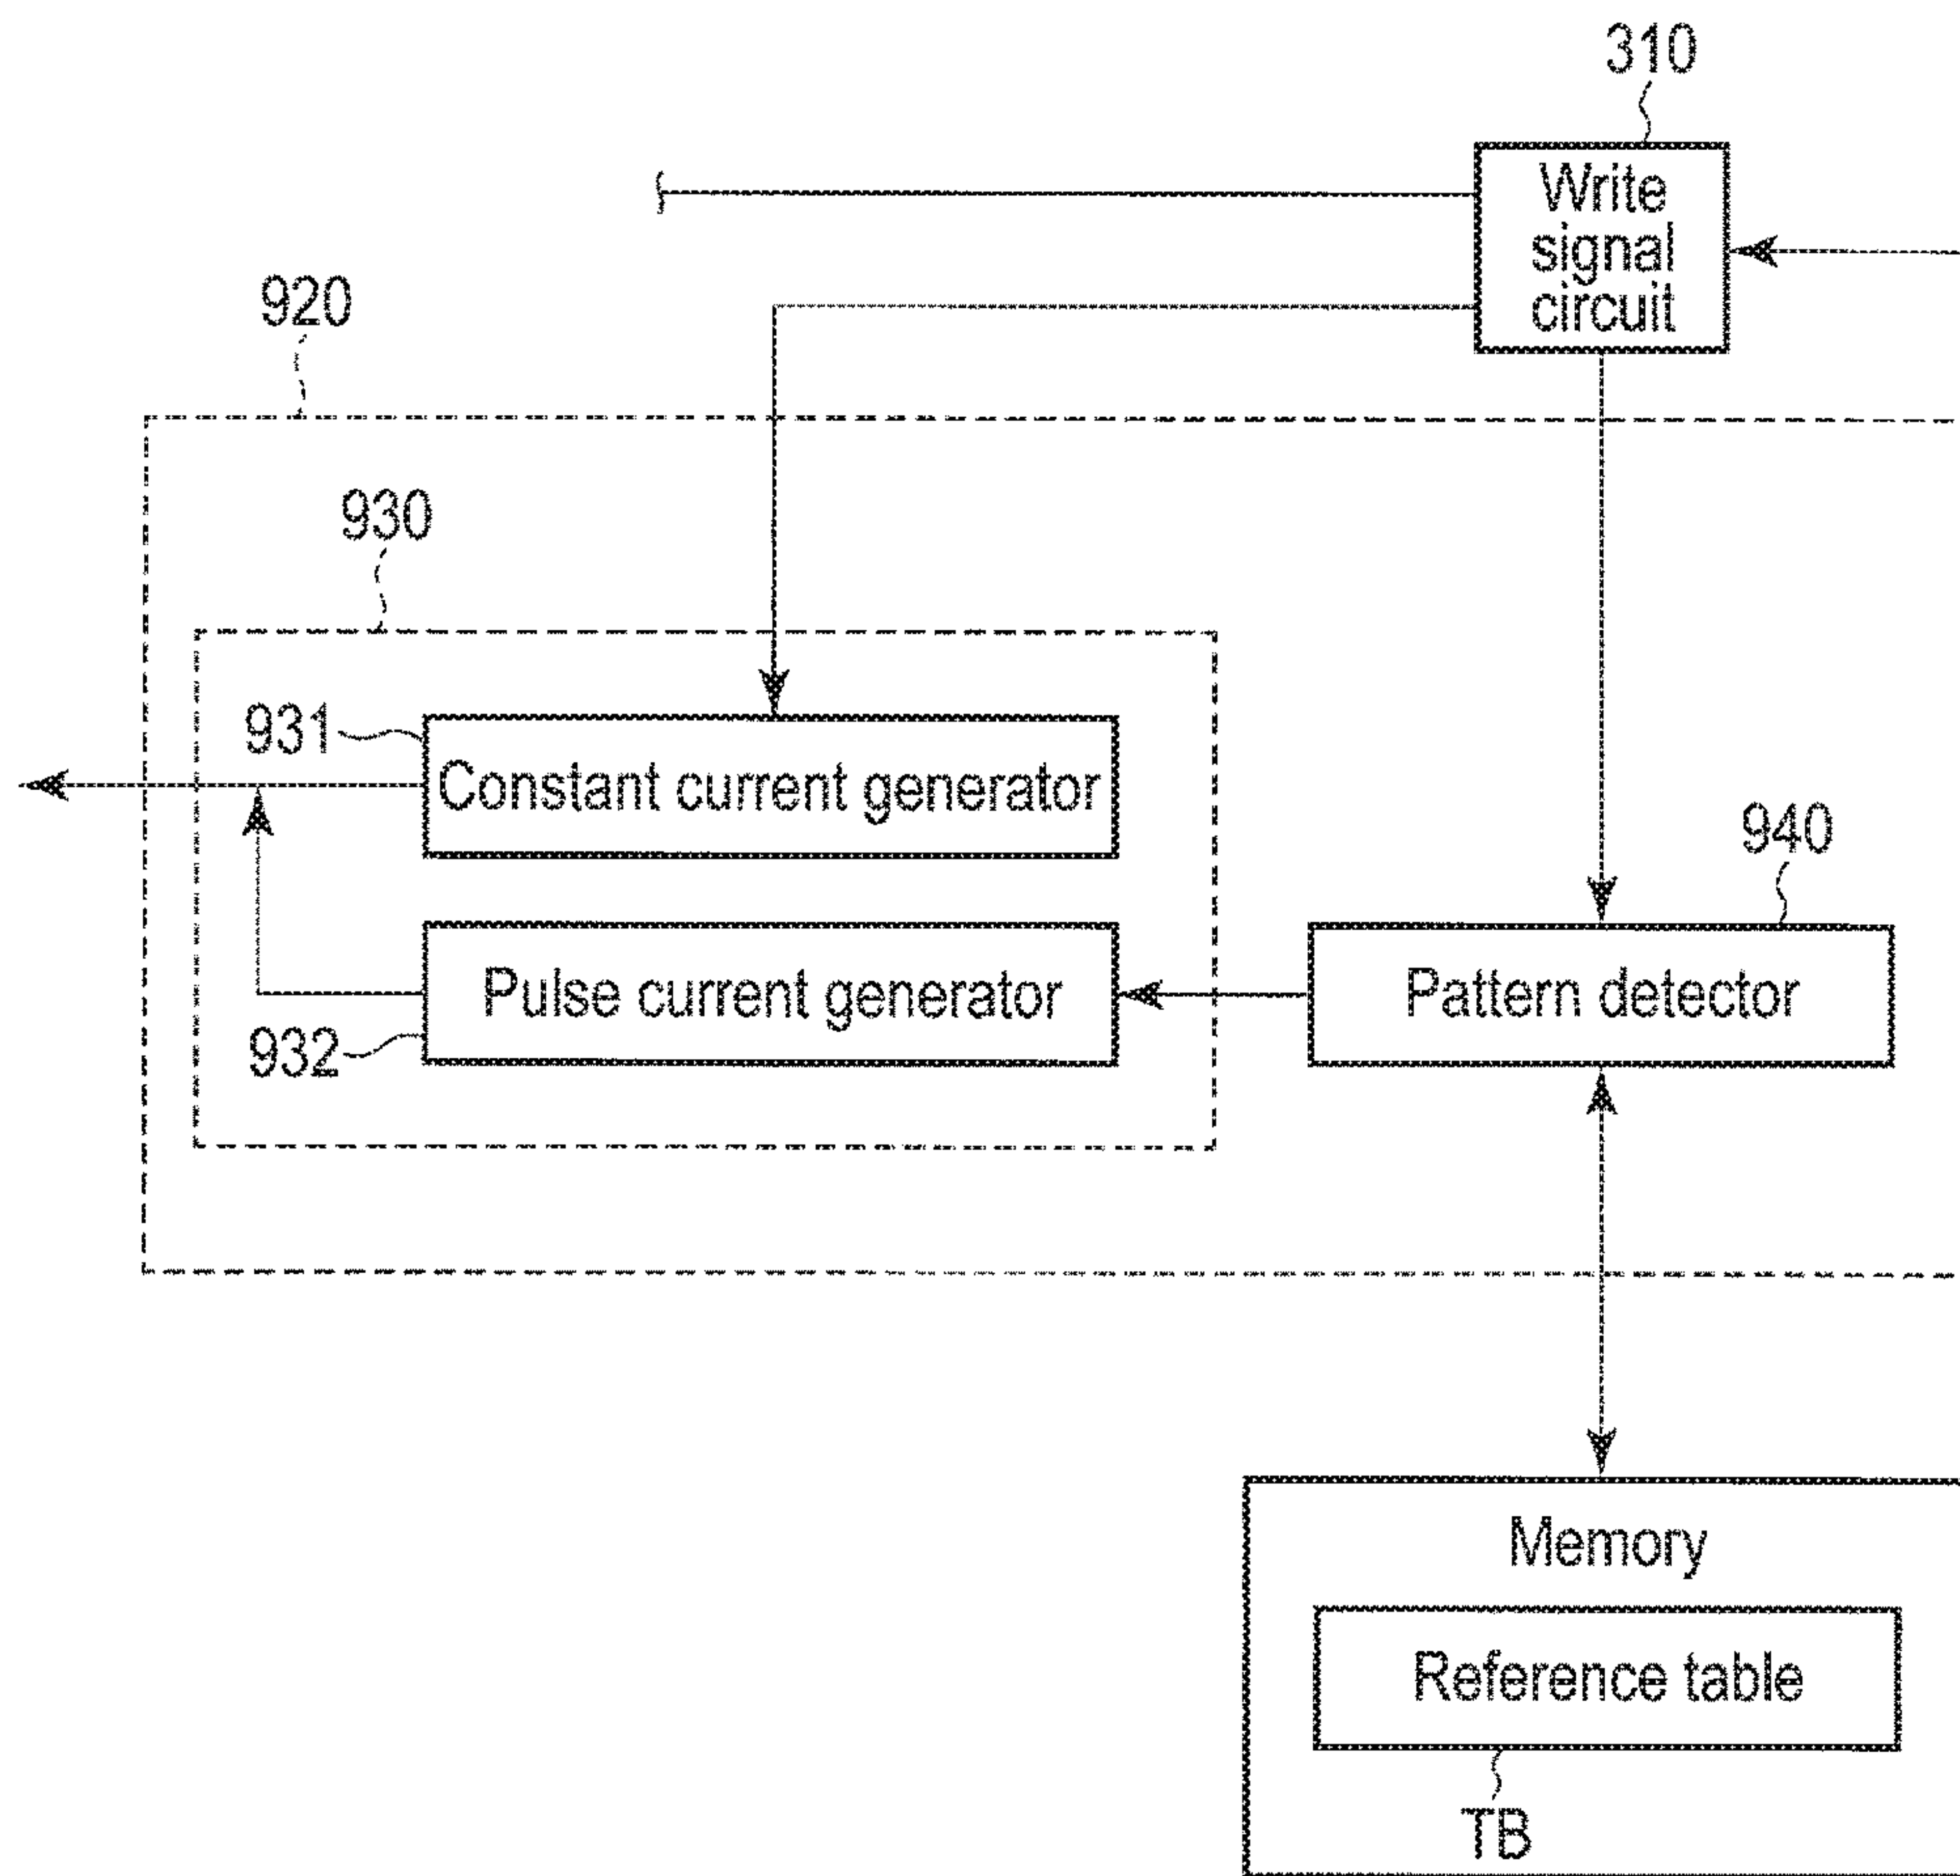 310
Write
signal
circuit
920
930
931
Constant current generator
940
Pulse current generator
Pattern detector
932
Memory
Reference table
TB